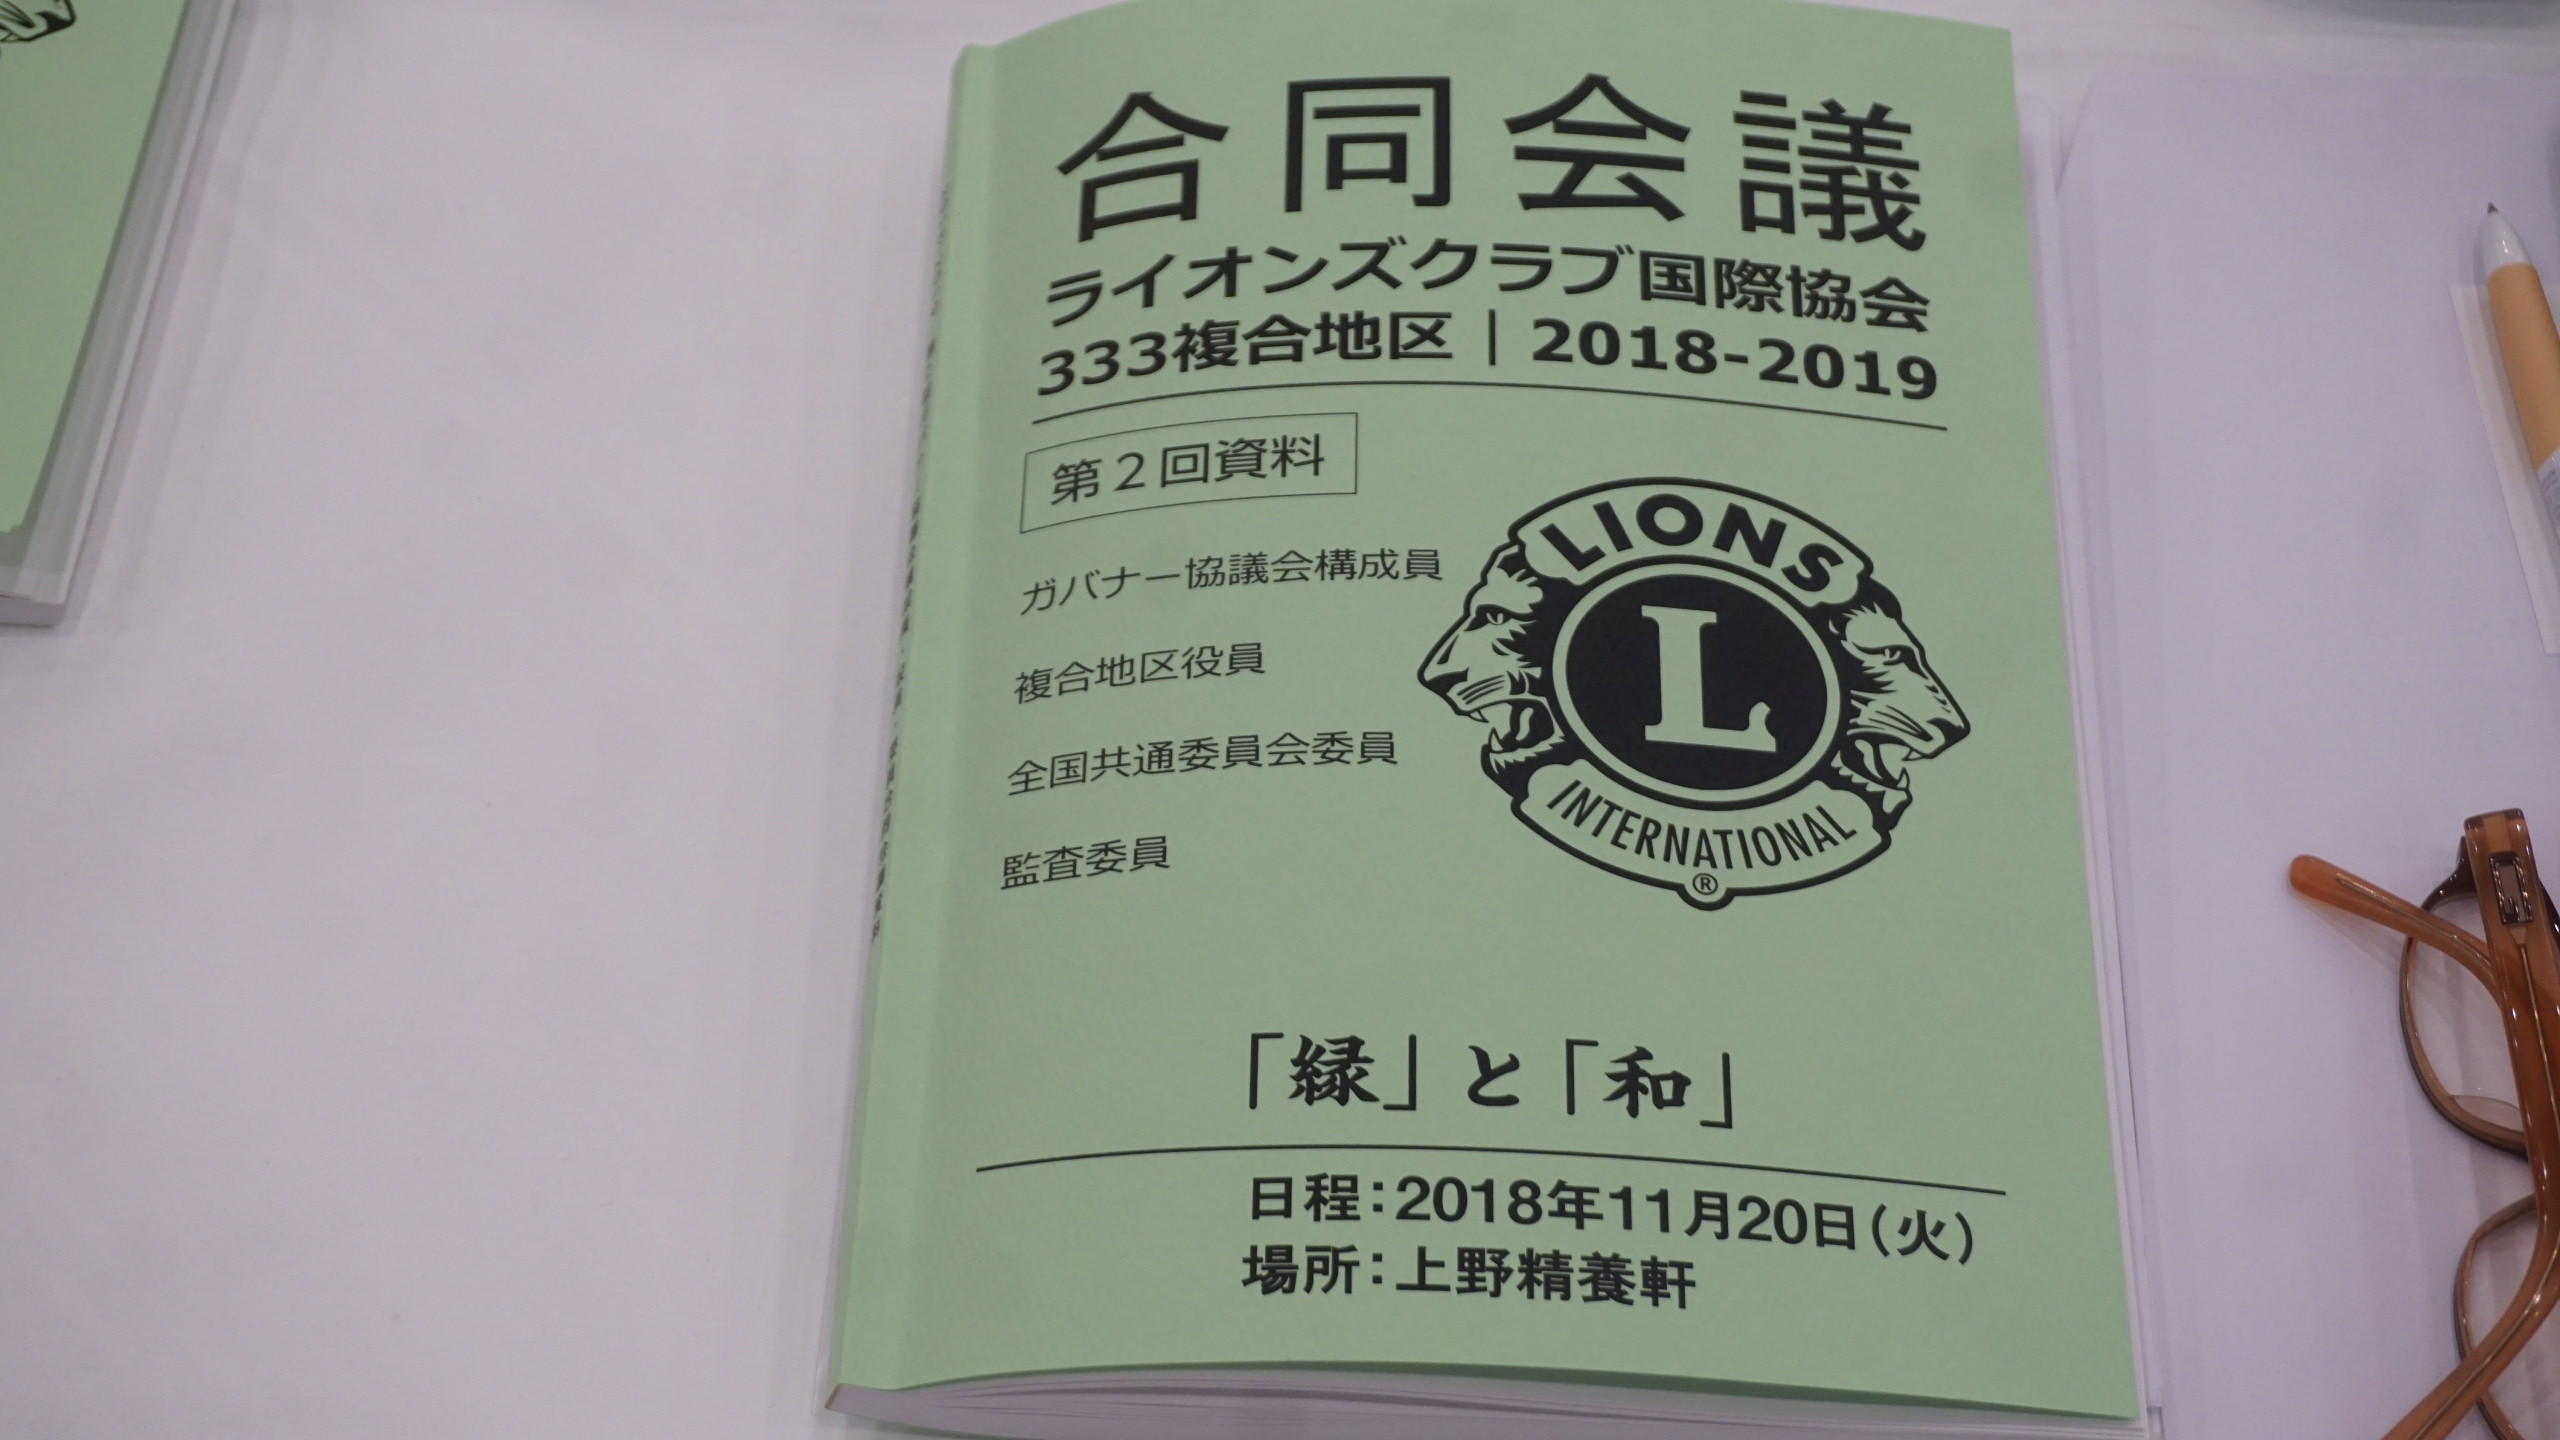 合同会議
ライオンズクラブ国際協会
333複合地区｜2018-2019
第2回資料
ガバナー協議会構成員
複合地区役員
全国共通委員会委員
監査委員
LIONS
L
INTERNATIONAL
®
「縁」と「和」
日程：2018年11月20日（火）
場所：上野精養軒